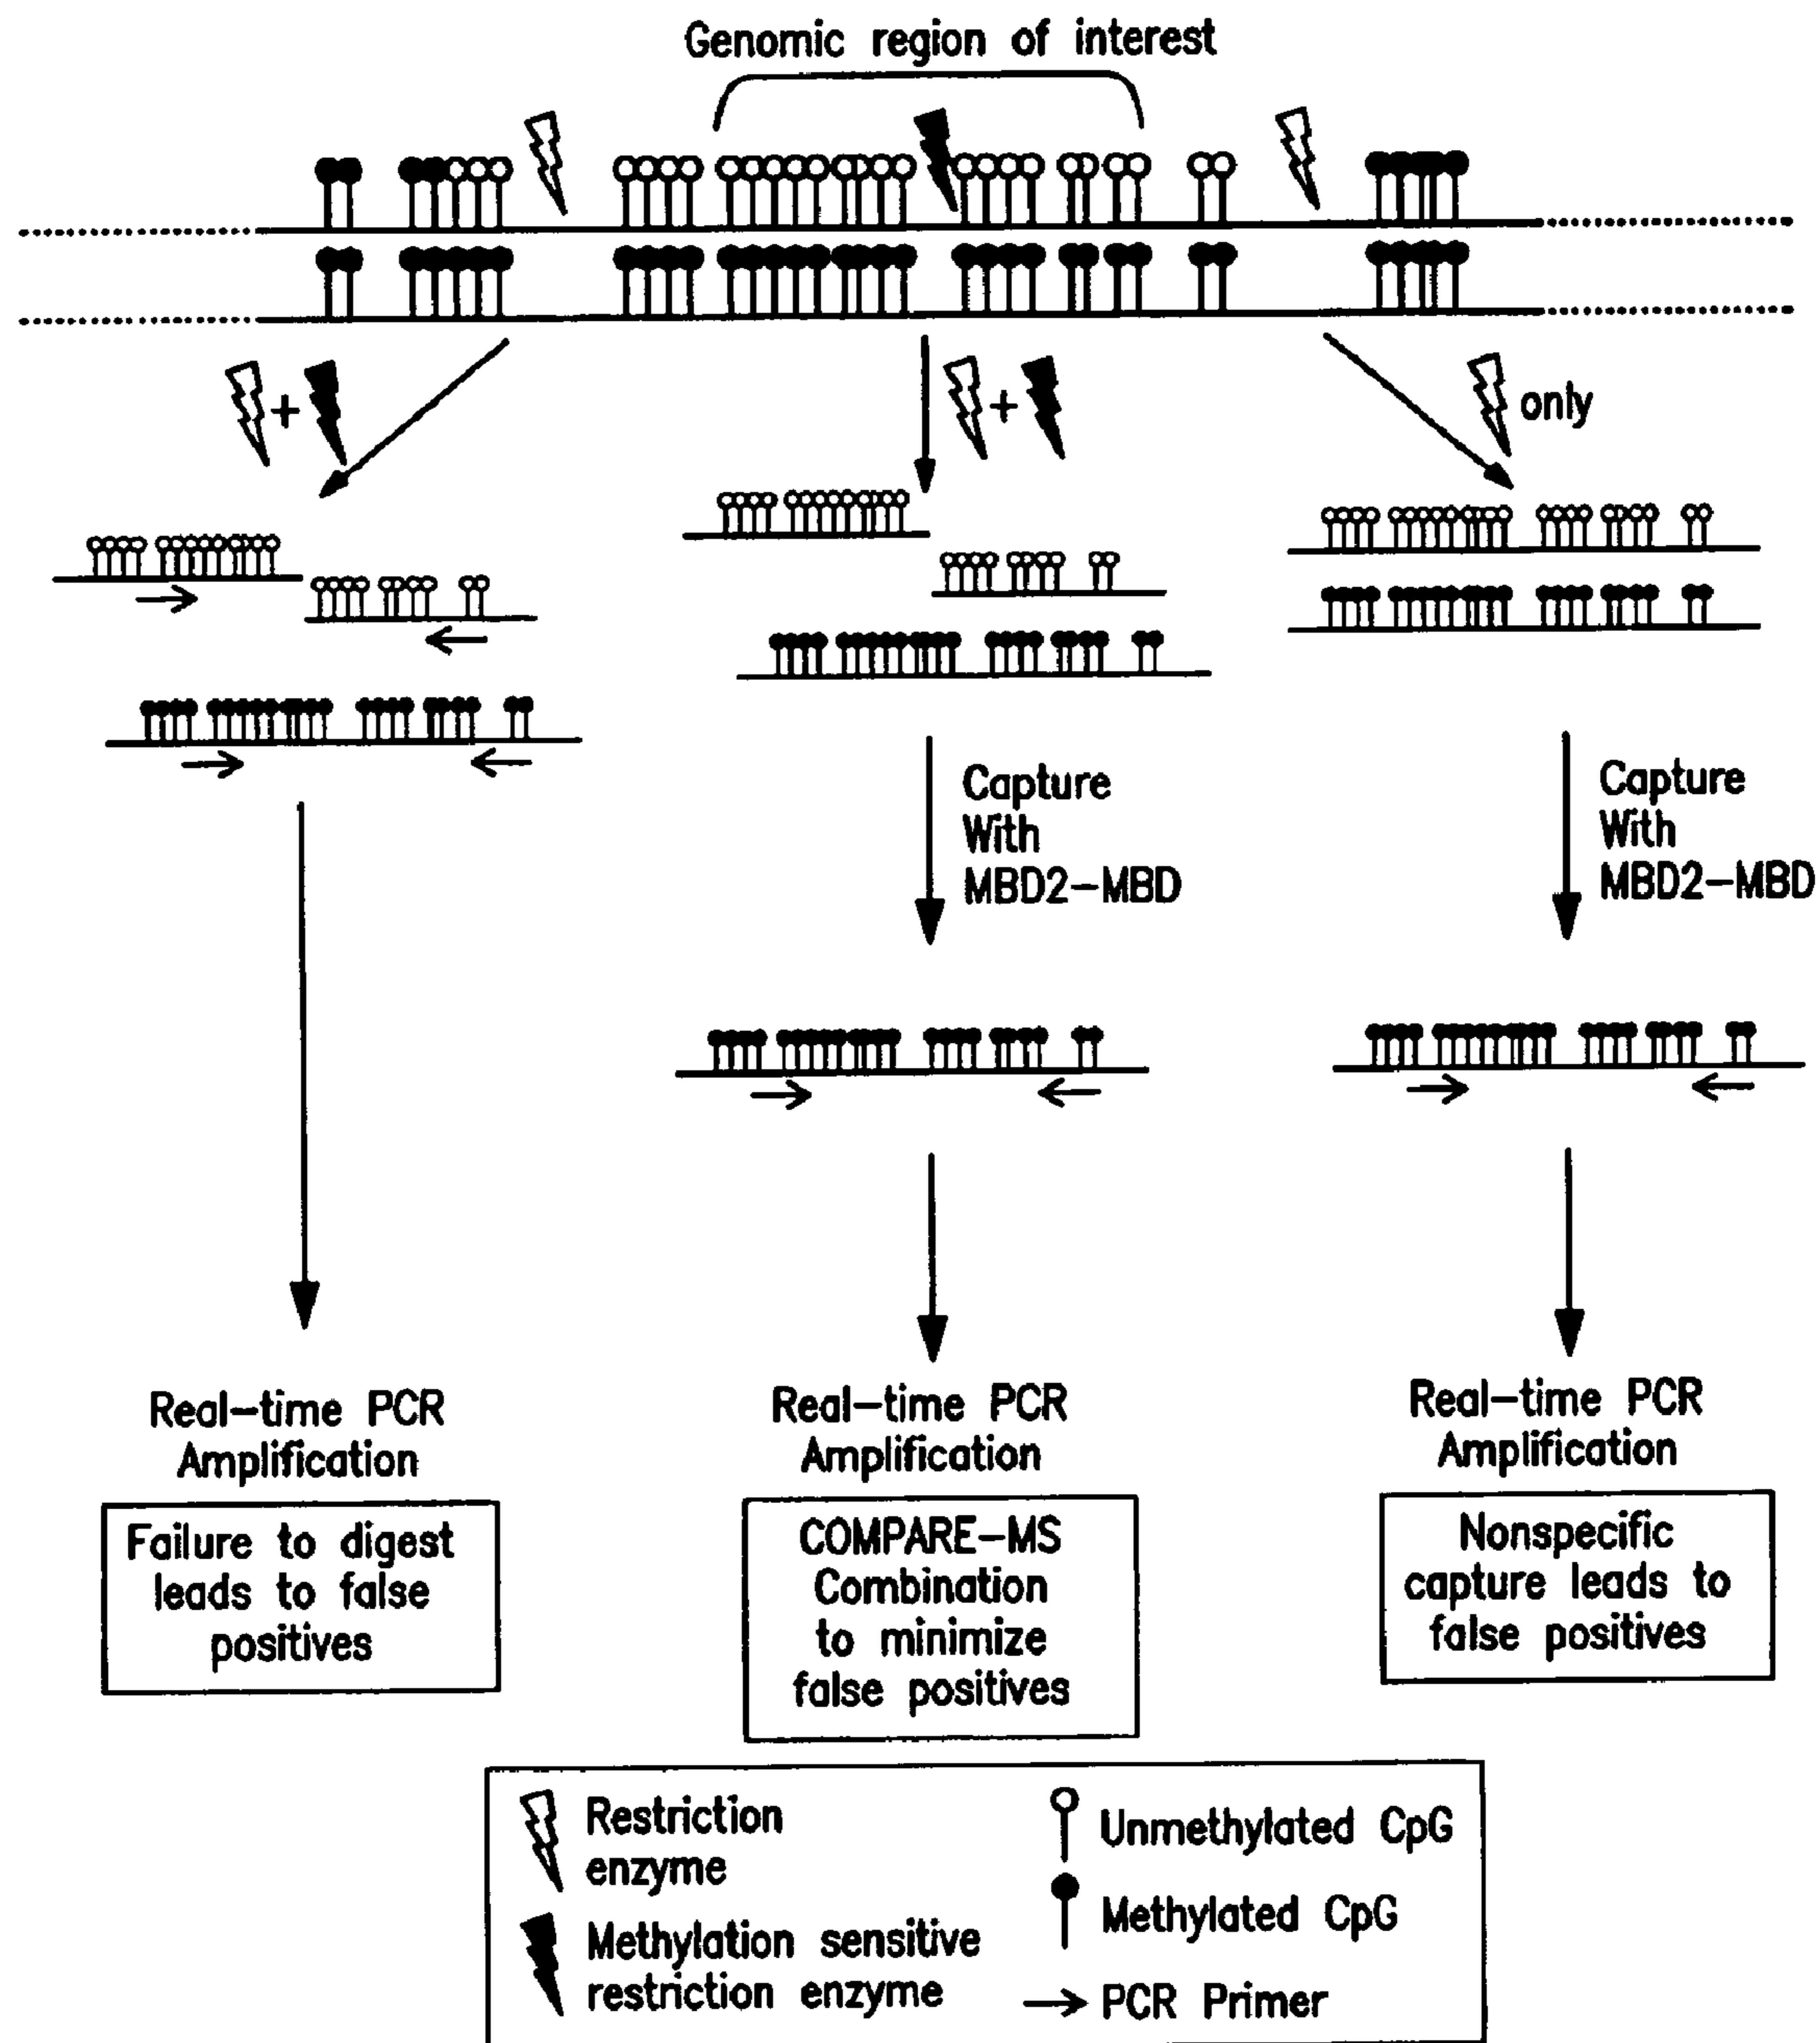 Genomic region of interest
+
+
only
Capture
With
MBD2-MBD
Capture
With
MBD2-MBD
Real-time PCR
Amplification
Failure to digest
leads to false
positives
Real-time PCR
Amplification
COMPARE-MS
Combination
to minimize
false positives
Real-time PCR
Amplification
Nonspecific
capture leads to
false positives
Restriction
enzyme
Methylation sensitive
restriction enzyme
Unmethylated CpG
Methylated CpG
PCR Primer